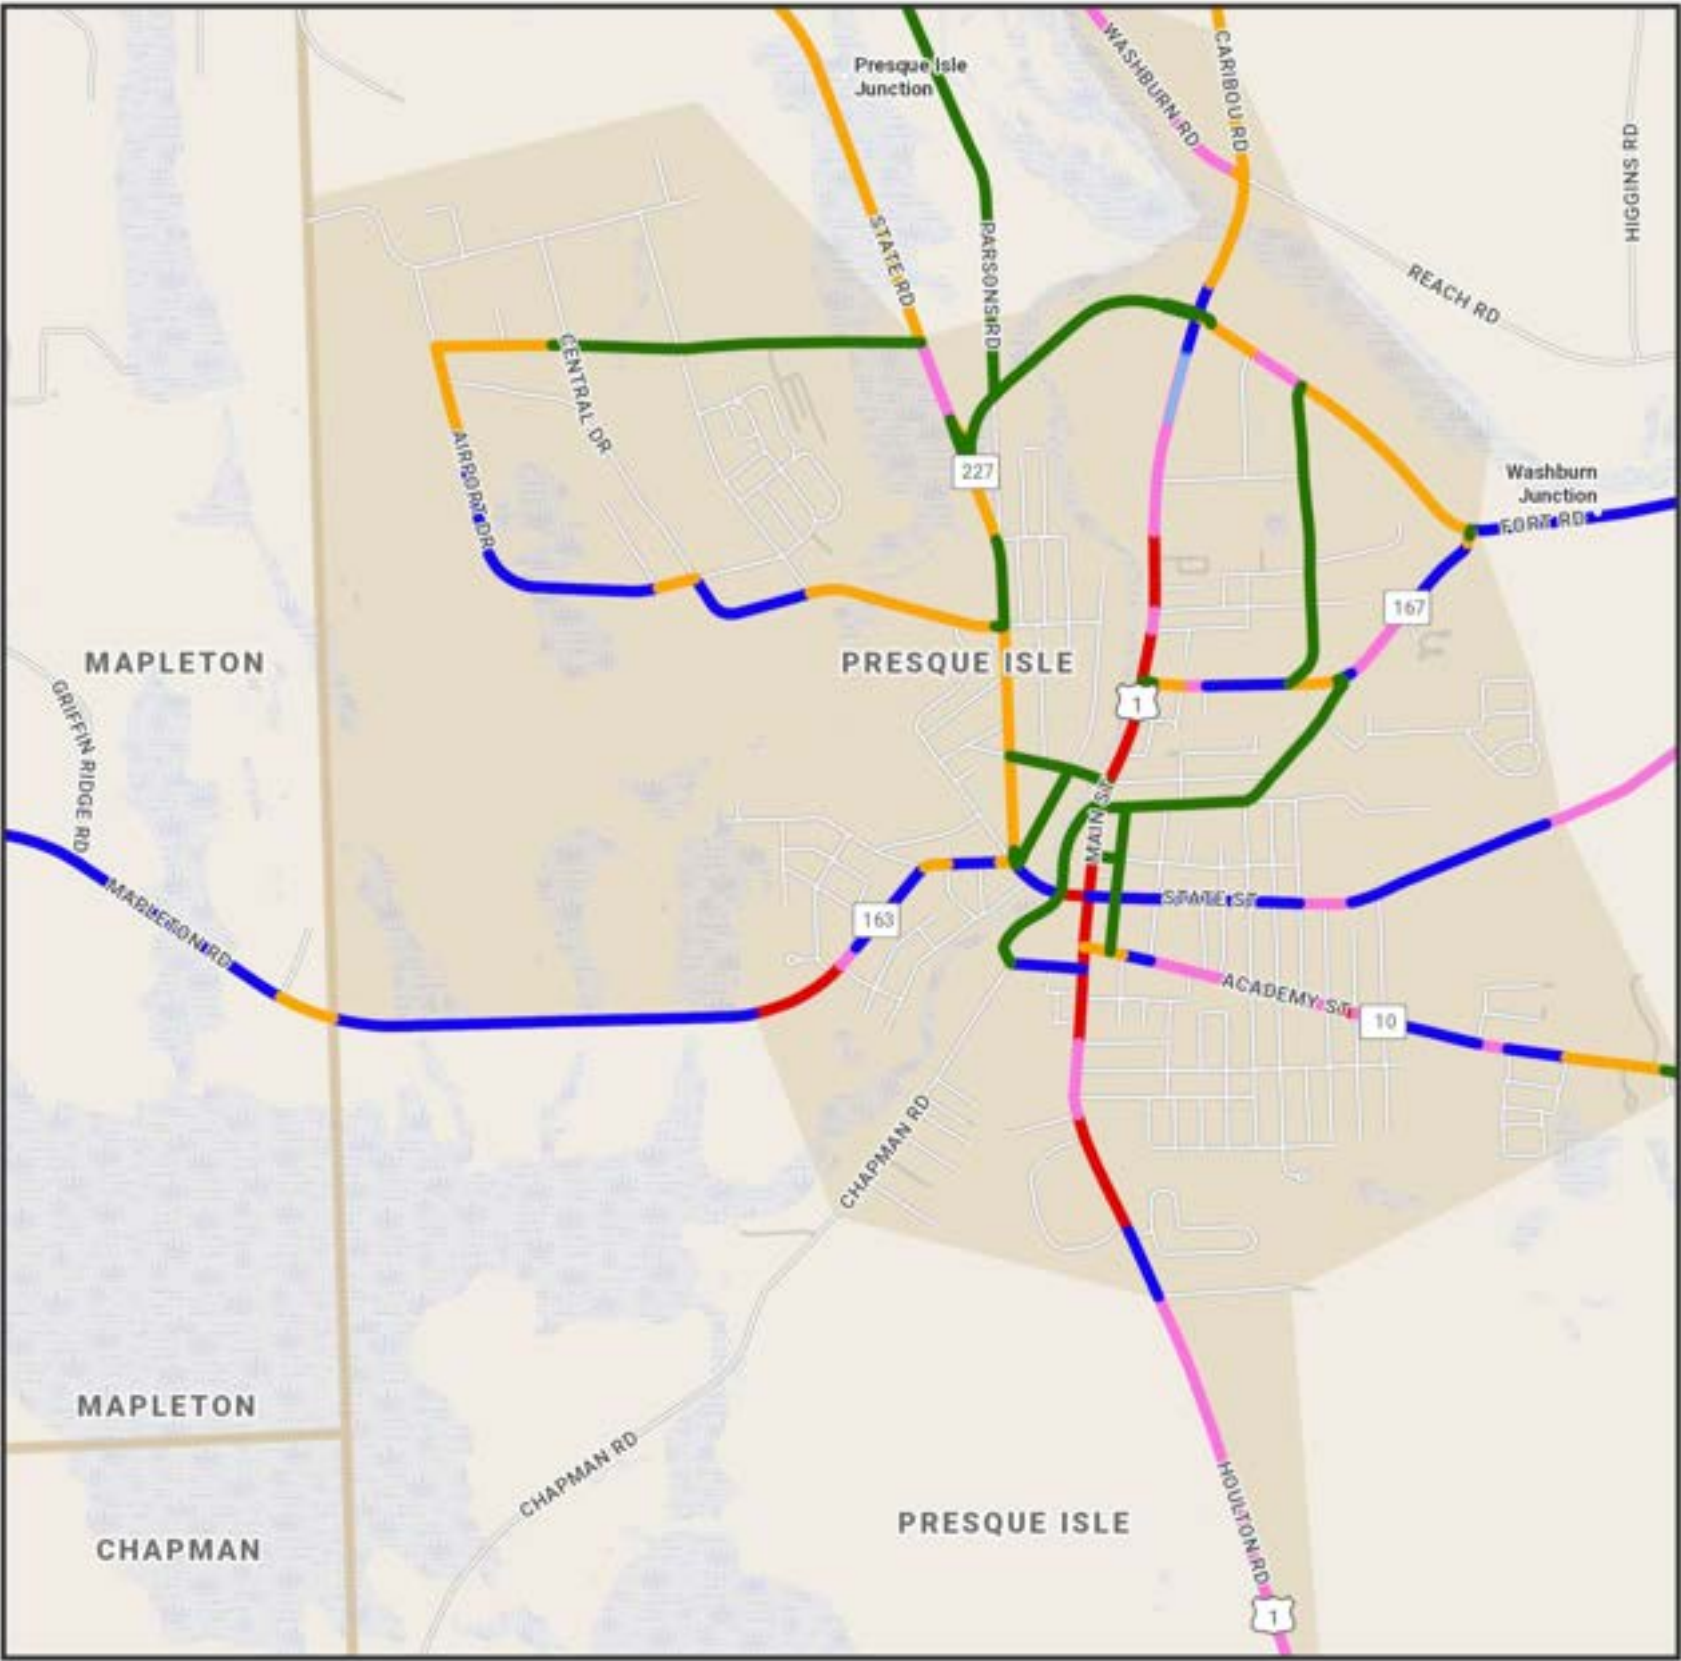 WASHBURN RD
CARIBOU RD
Presque Isle
Junction
HIGGINS RD
STATE RD
PARSONS RD
REACH RD
CENTRAL DR
AIRPORT DR
227
Washburn
Junction
FORT RD
167
MAPLETON
PRESQUE ISLE
GRIFFIN RIDGE RD
1
MAIN ST
MAPLETON RD
163
STATE ST
ACADEMY ST
10
CHAPMAN RD
MAPLETON
CHAPMAN RD
HOULTON RD
PRESQUE ISLE
CHAPMAN
1